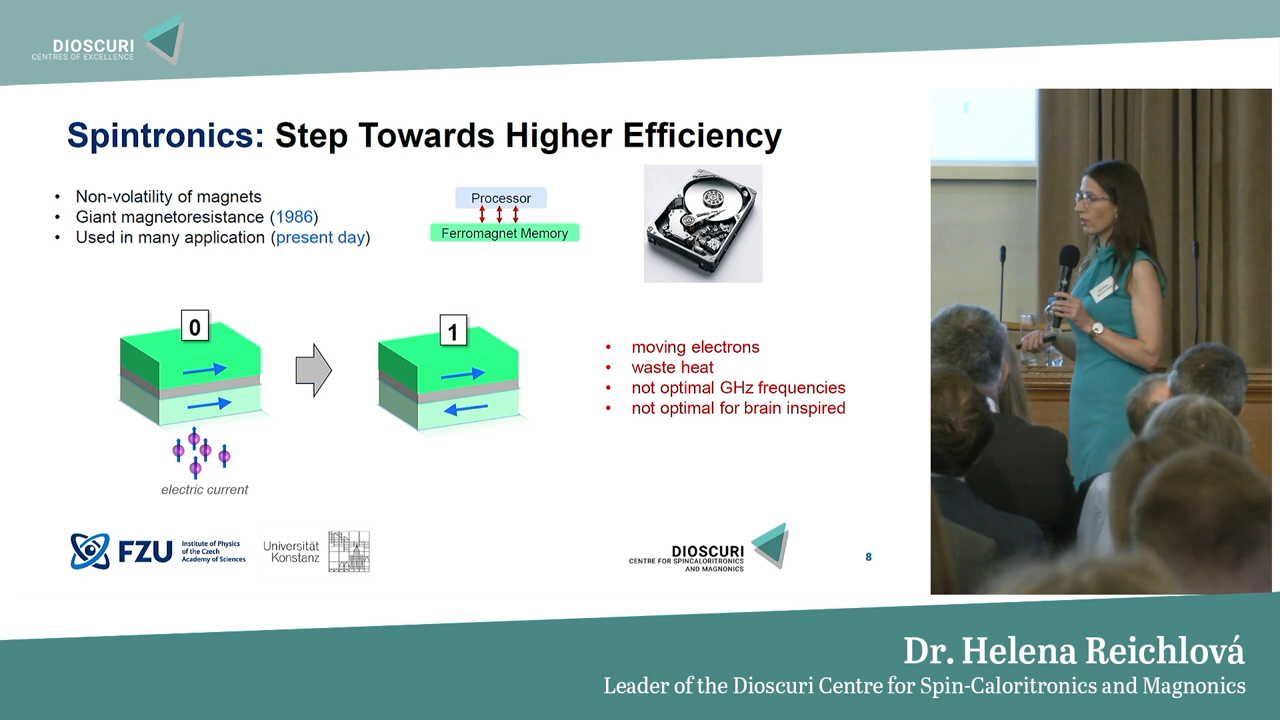 DIOSCURI
CENTRES OF EXCELLENCE
Spintronics: Step Towards Higher Efficiency
• Non-volatility of magnets
• Giant magnetoresistance (1986)
• Used in many application (present day)
Processor
Ferromagnet Memory
0
1
electric current
• moving electrons
• waste heat
• not optimal GHz frequencies
• not optimal for brain inspired
FZU
Institute of Physics
of the Czech
Academy of Sciences
Universität
Konstanz
DIOSCURI
CENTRE FOR SPINCALORITRONICS
AND MAGNONICS
8
Dr. Helena Reichlová
Leader of the Dioscuri Centre for Spin-Caloritronics and Magnonics